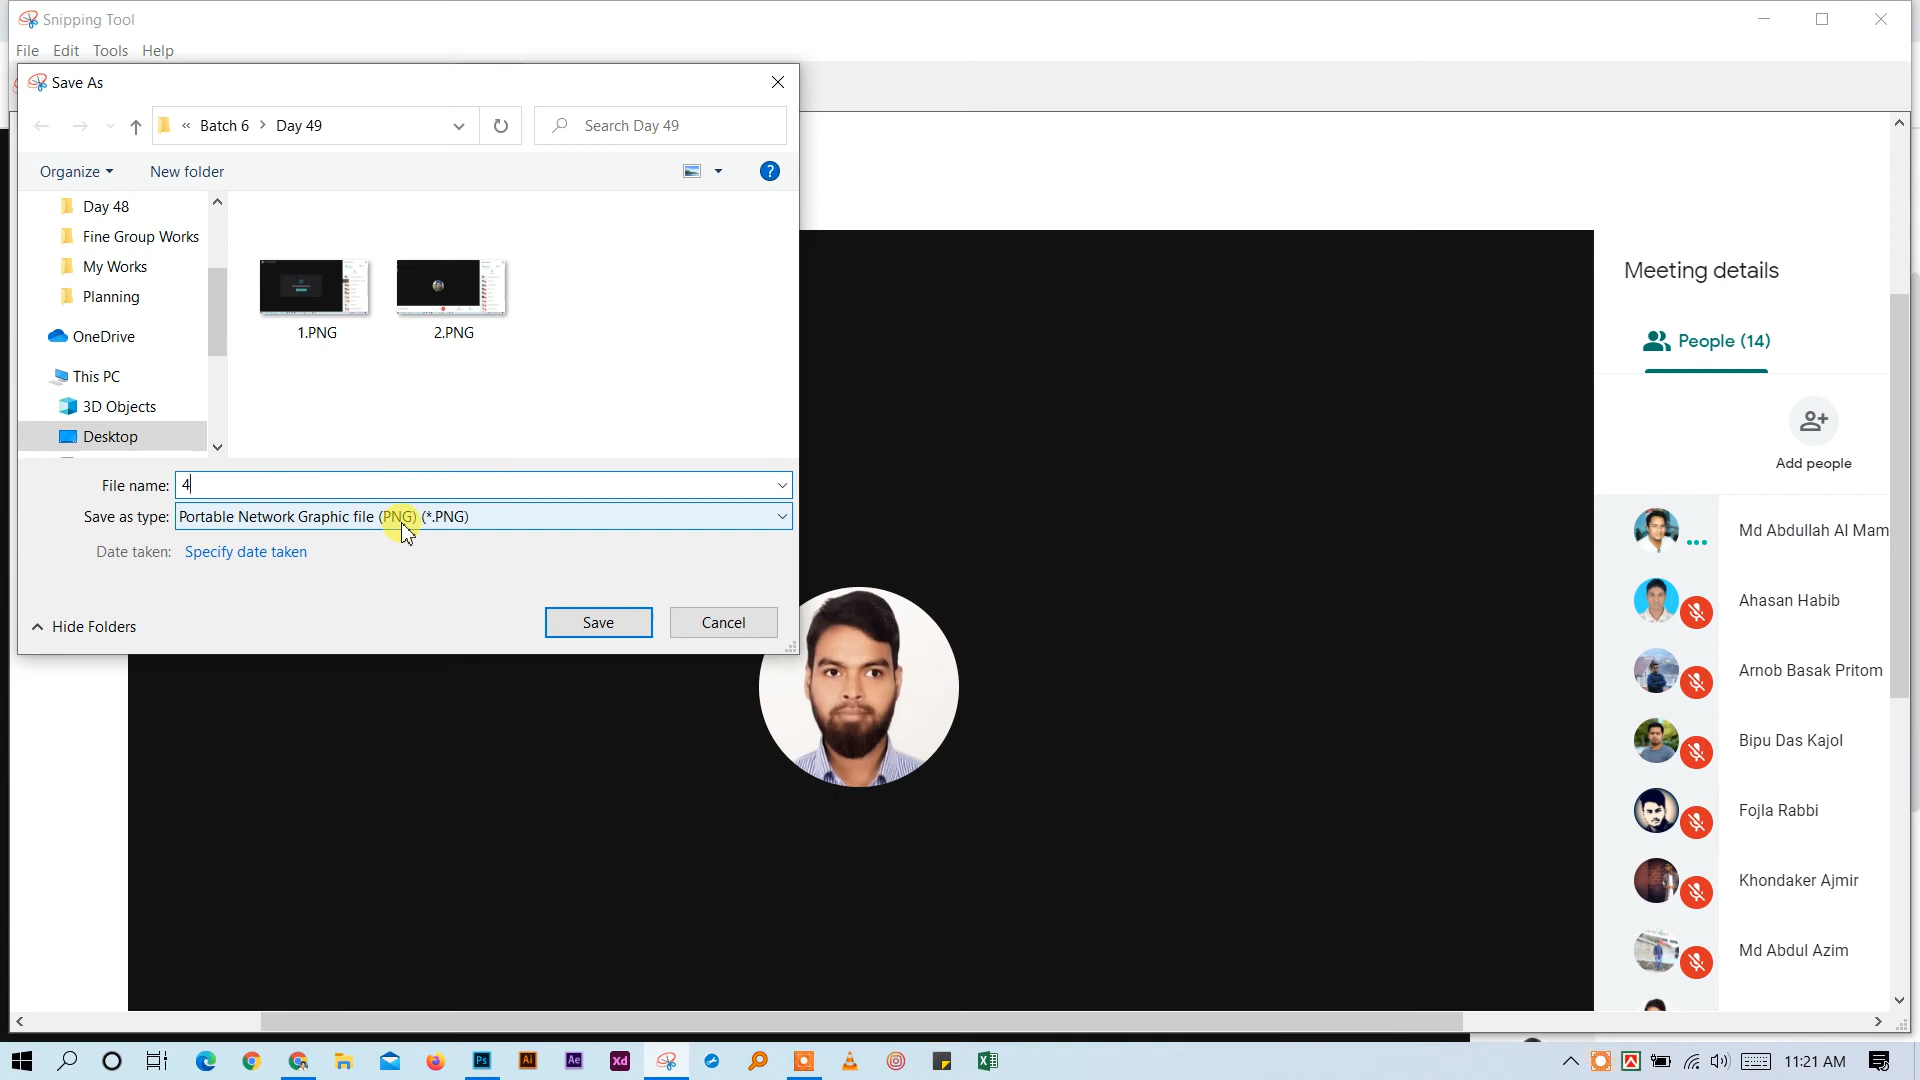 Snipping Tool
File Edit Tools Help
Save As
« Batch 6 > Day 49
Search Day 49
Organize
New folder
?
Day 48
Fine Group Works
My Works
Planning
OneDrive
This PC
3D Objects
Desktop
1.PNG
2.PNG
File name: 4
Save as type: Portable Network Graphic file (PNG) (*.PNG)
Date taken: Specify date taken
Hide Folders
Save
Cancel
Meeting details
People (14)
Add people
Md Abdullah Al Mam
Ahasan Habib
Arnob Basak Pritom
Bipu Das Kajol
Fojla Rabbi
Khondaker Ajmir
Md Abdul Azim
Ps
Ai
Ae
Xd
11:21 AM